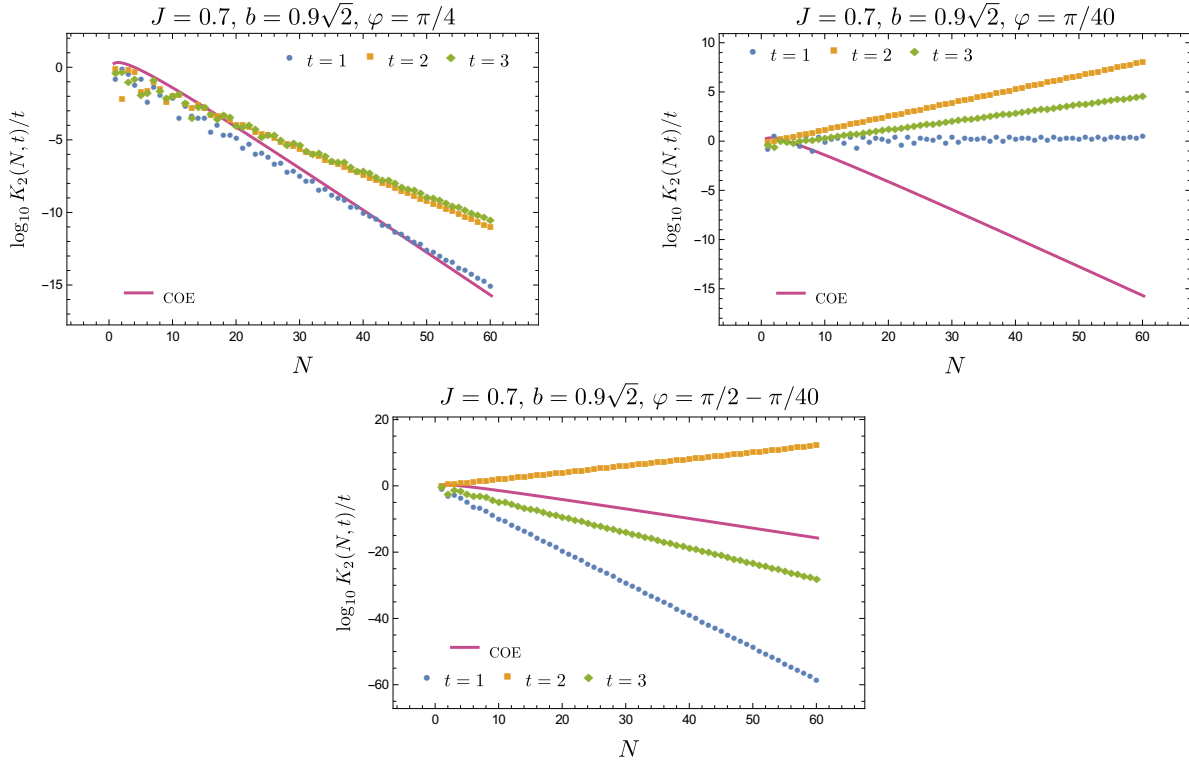 J = 0.7, b = 0.9√2, φ = π/4
t = 1 t = 2 t = 3
log₁₀ K₂(N, t)/t
0
−5
−10
−15
COE
0 10 20 30 40 50 60
N
J = 0.7, b = 0.9√2, φ = π/40
t = 1 t = 2 t = 3
log₁₀ K₂(N, t)/t
10
5
0
−5
−10
−15
COE
0 10 20 30 40 50 60
N
J = 0.7, b = 0.9√2, φ = π/2 − π/40
log₁₀ K₂(N, t)/t
20
0
−20
−40
−60
COE
t = 1 t = 2 t = 3
0 10 20 30 40 50 60
N